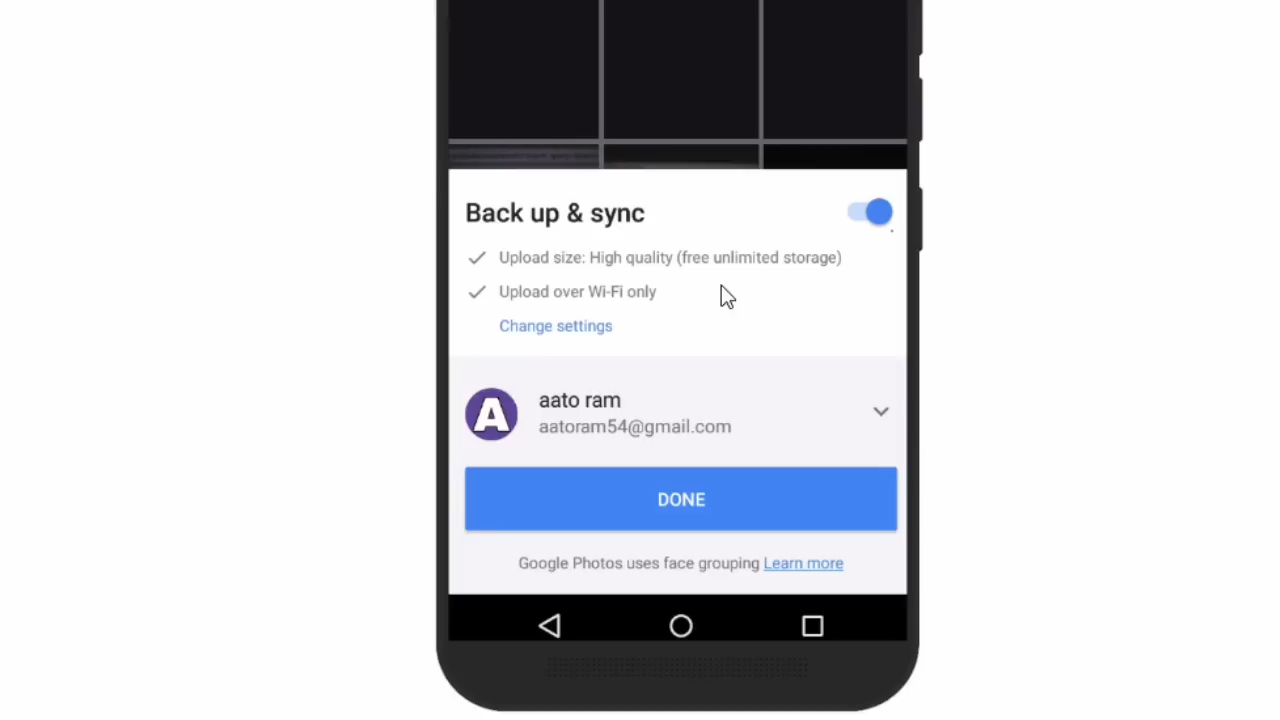 Back up & sync
Upload size: High quality (free unlimited storage)
Upload over Wi-Fi only
Change settings
A
aato ram
aatoram54@gmail.com
DONE
Google Photos uses face grouping Learn more